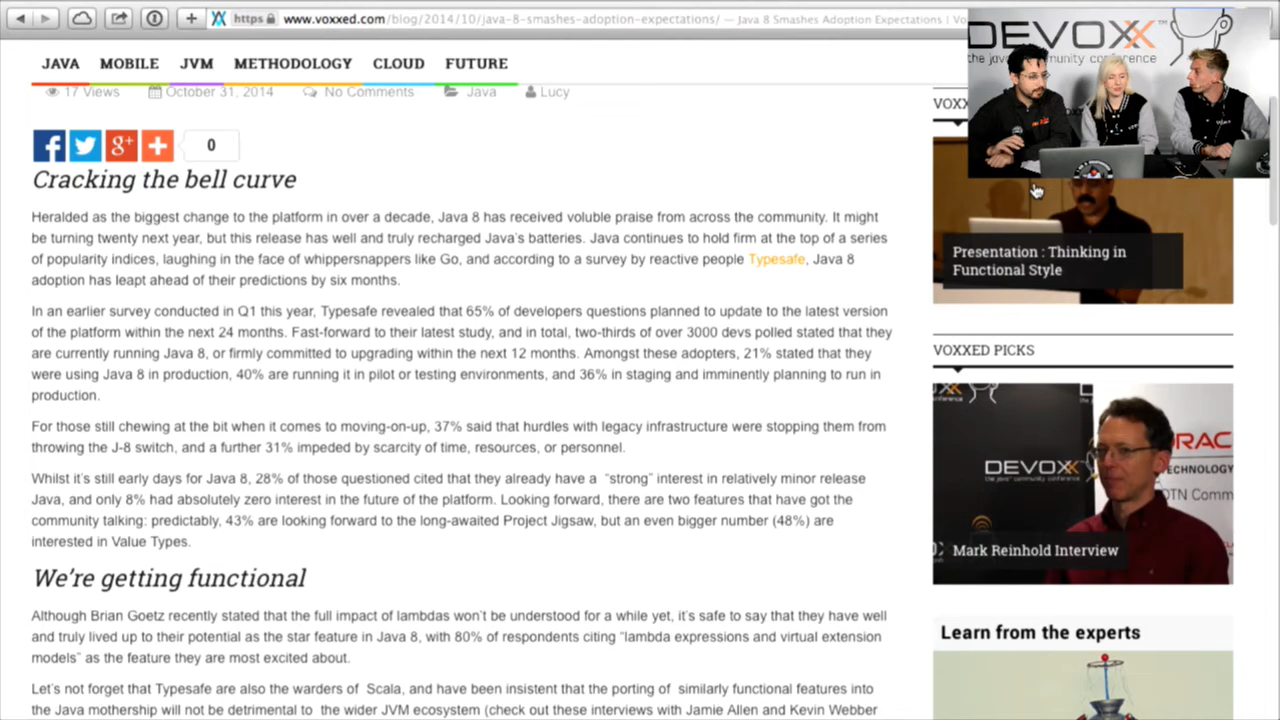 https www.voxxed.com/blog/2014/10/java-8-smashes-adoption-expectations/ — Java 8 Smashes Adoption Expectations | Vo
JAVA MOBILE JVM METHODOLOGY CLOUD FUTURE
17 Views October 31, 2014 No Comments Java Lucy
0
Cracking the bell curve
Heralded as the biggest change to the platform in over a decade, Java 8 has received voluble praise from across the community. It might
be turning twenty next year, but this release has well and truly recharged Java's batteries. Java continues to hold firm at the top of a series
of popularity indices, laughing in the face of whippersnappers like Go, and according to a survey by reactive people Typesafe, Java 8
adoption has leapt ahead of their predictions by six months.
In an earlier survey conducted in Q1 this year, Typesafe revealed that 65% of developers questions planned to update to the latest version
of the platform within the next 24 months. Fast-forward to their latest study, and in total, two-thirds of over 3000 devs polled stated that they
are currently running Java 8, or firmly committed to upgrading within the next 12 months. Amongst these adopters, 21% stated that they
were using Java 8 in production, 40% are running it in pilot or testing environments, and 36% in staging and imminently planning to run in
production.
For those still chewing at the bit when it comes to moving-on-up, 37% said that hurdles with legacy infrastructure were stopping them from
throwing the J-8 switch, and a further 31% impeded by scarcity of time, resources, or personnel.
Whilst it's still early days for Java 8, 28% of those questioned cited that they already have a "strong" interest in relatively minor release
Java, and only 8% had absolutely zero interest in the future of the platform. Looking forward, there are two features that have got the
community talking: predictably, 43% are looking forward to the long-awaited Project Jigsaw, but an even bigger number (48%) are
interested in Value Types.
We're getting functional
Although Brian Goetz recently stated that the full impact of lambdas won't be understood for a while yet, it's safe to say that they have well
and truly lived up to their potential as the star feature in Java 8, with 80% of respondents citing "lambda expressions and virtual extension
models" as the feature they are most excited about.
Let's not forget that Typesafe are also the warders of Scala, and have been insistent that the porting of similarly functional features into
the Java mothership will not be detrimental to the wider JVM ecosystem (check out these interviews with Jamie Allen and Kevin Webber
DEVOXX™
the java community conference
VOXX
Presentation : Thinking in
Functional Style
VOXXED PICKS
DEVOXX
RAC
ECHNOLOGY
OTN Comm
Mark Reinhold Interview
Learn from the experts